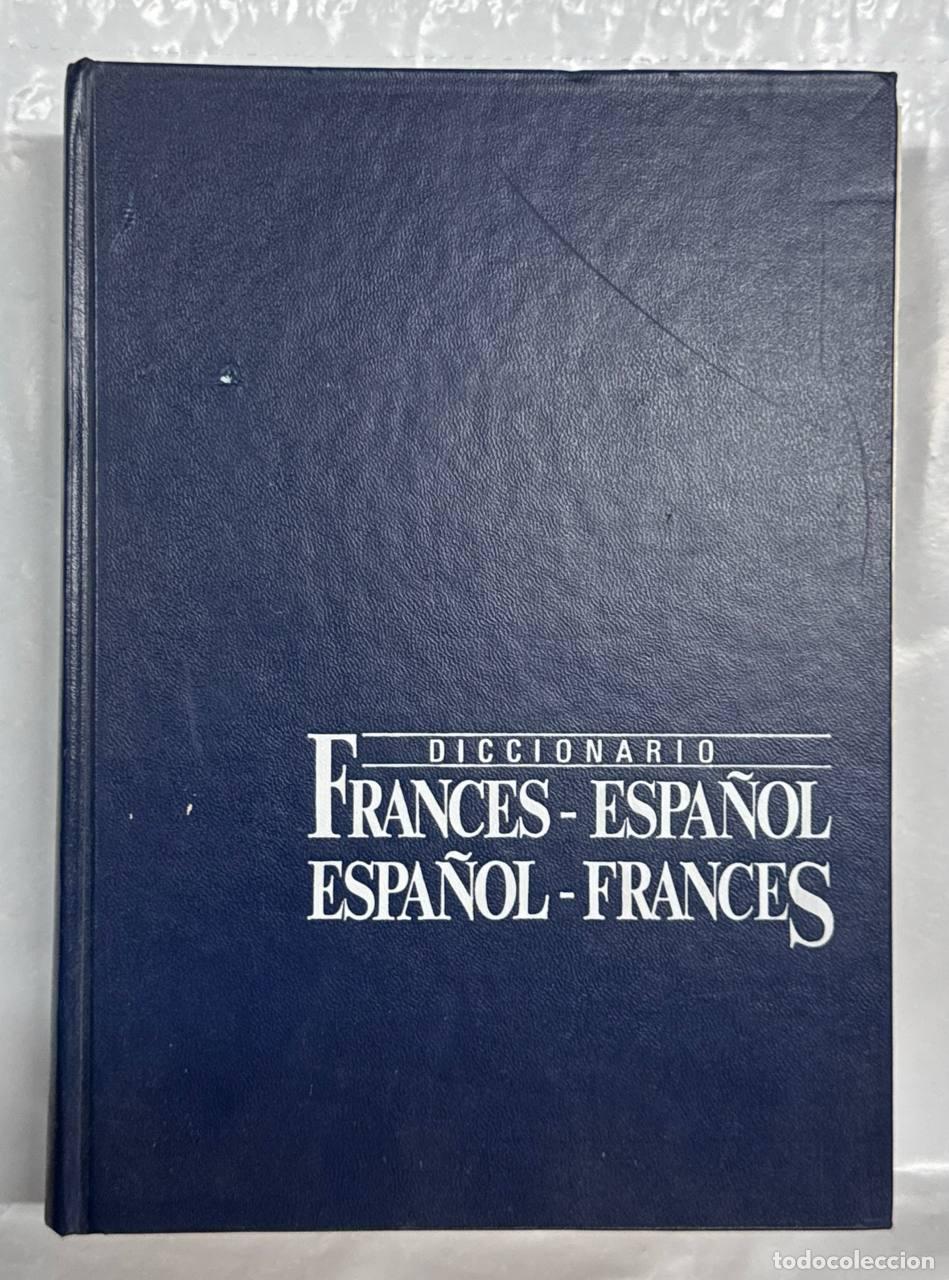 DICCIONARIO
FRANCES - ESPAÑOL
ESPAÑOL - FRANCES
todocoleccion